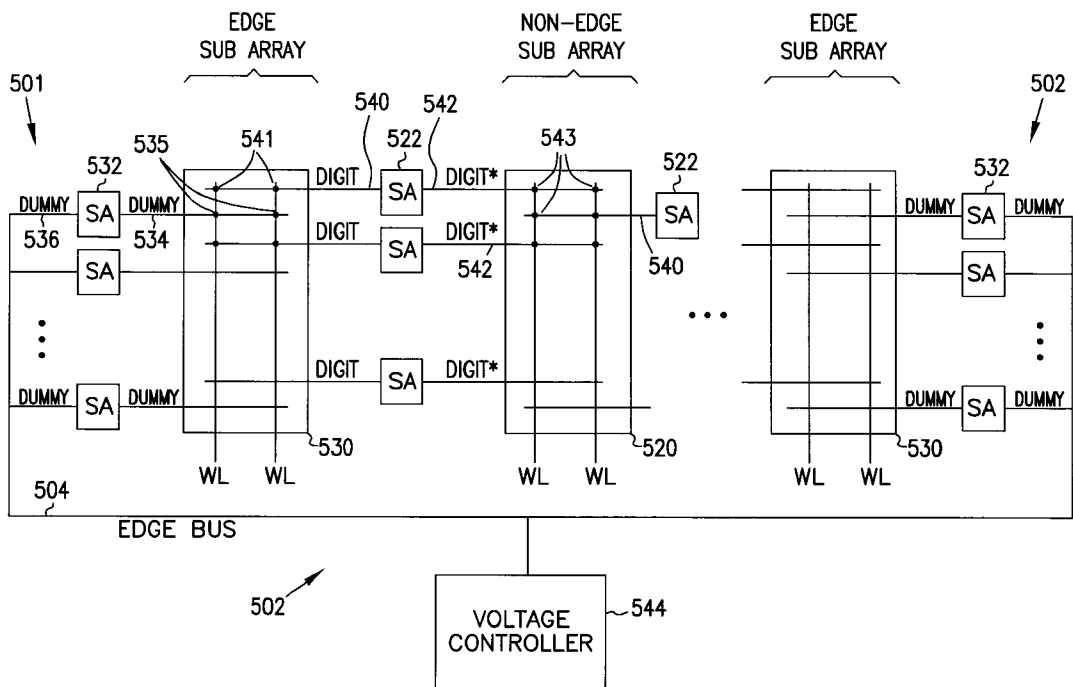 EDGE
SUB ARRAY
NON-EDGE
SUB ARRAY
EDGE
SUB ARRAY
501
502
540
522
542
541
543
532
535
522
532
DIGIT
SA
DIGIT*
DUMMY
SA
DUMMY
SA
DUMMY
SA
DUMMY
536
534
DIGIT
SA
DIGIT*
540
542
SA
SA
DIGIT
SA
DIGIT*
DUMMY
SA
DUMMY
DUMMY
SA
DUMMY
530
520
530
WL
WL
WL
WL
WL
WL
504
EDGE BUS
502
VOLTAGE
CONTROLLER
544